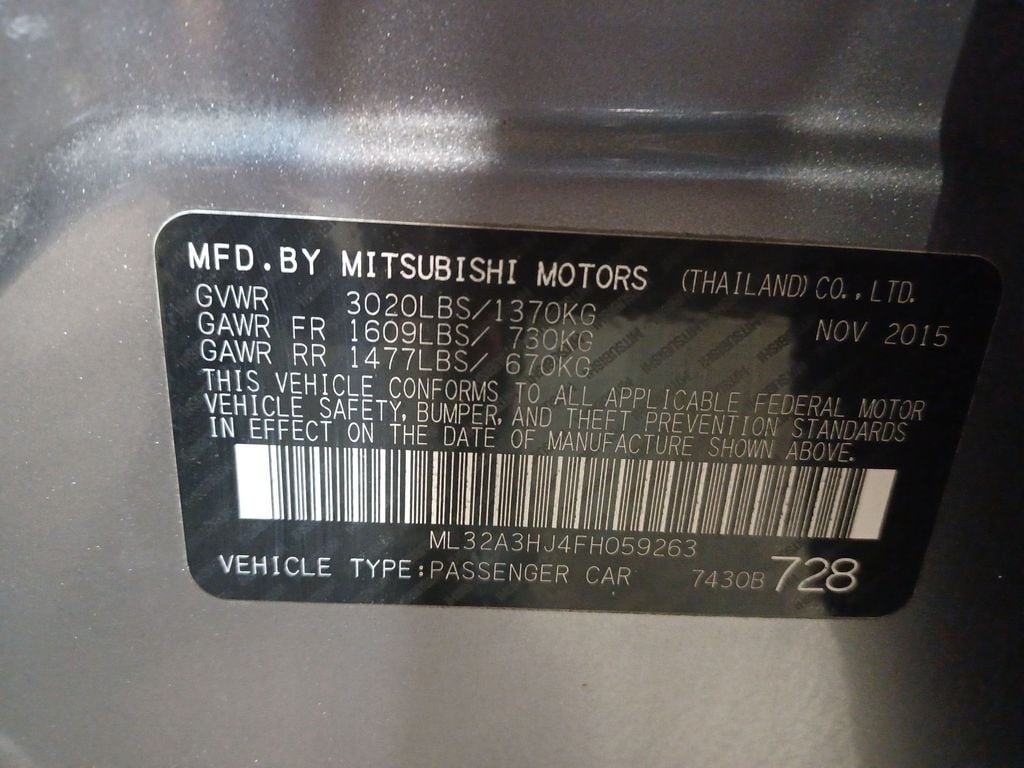 MFD.BY MITSUBISHI MOTORS (THAILAND) CO.,LTD.
GVWR 3020LBS/1370KG NOV 2015
GAWR FR 1609LBS/ 730KG
GAWR RR 1477LBS/ 670KG
THIS VEHICLE CONFORMS TO ALL APPLICABLE FEDERAL MOTOR
VEHICLE SAFETY, BUMPER, AND THEFT PREVENTION STANDARDS
IN EFFECT ON THE DATE OF MANUFACTURE SHOWN ABOVE.
ML32A3HJ4FH059263
VEHICLE TYPE:PASSENGER CAR 7430B 728